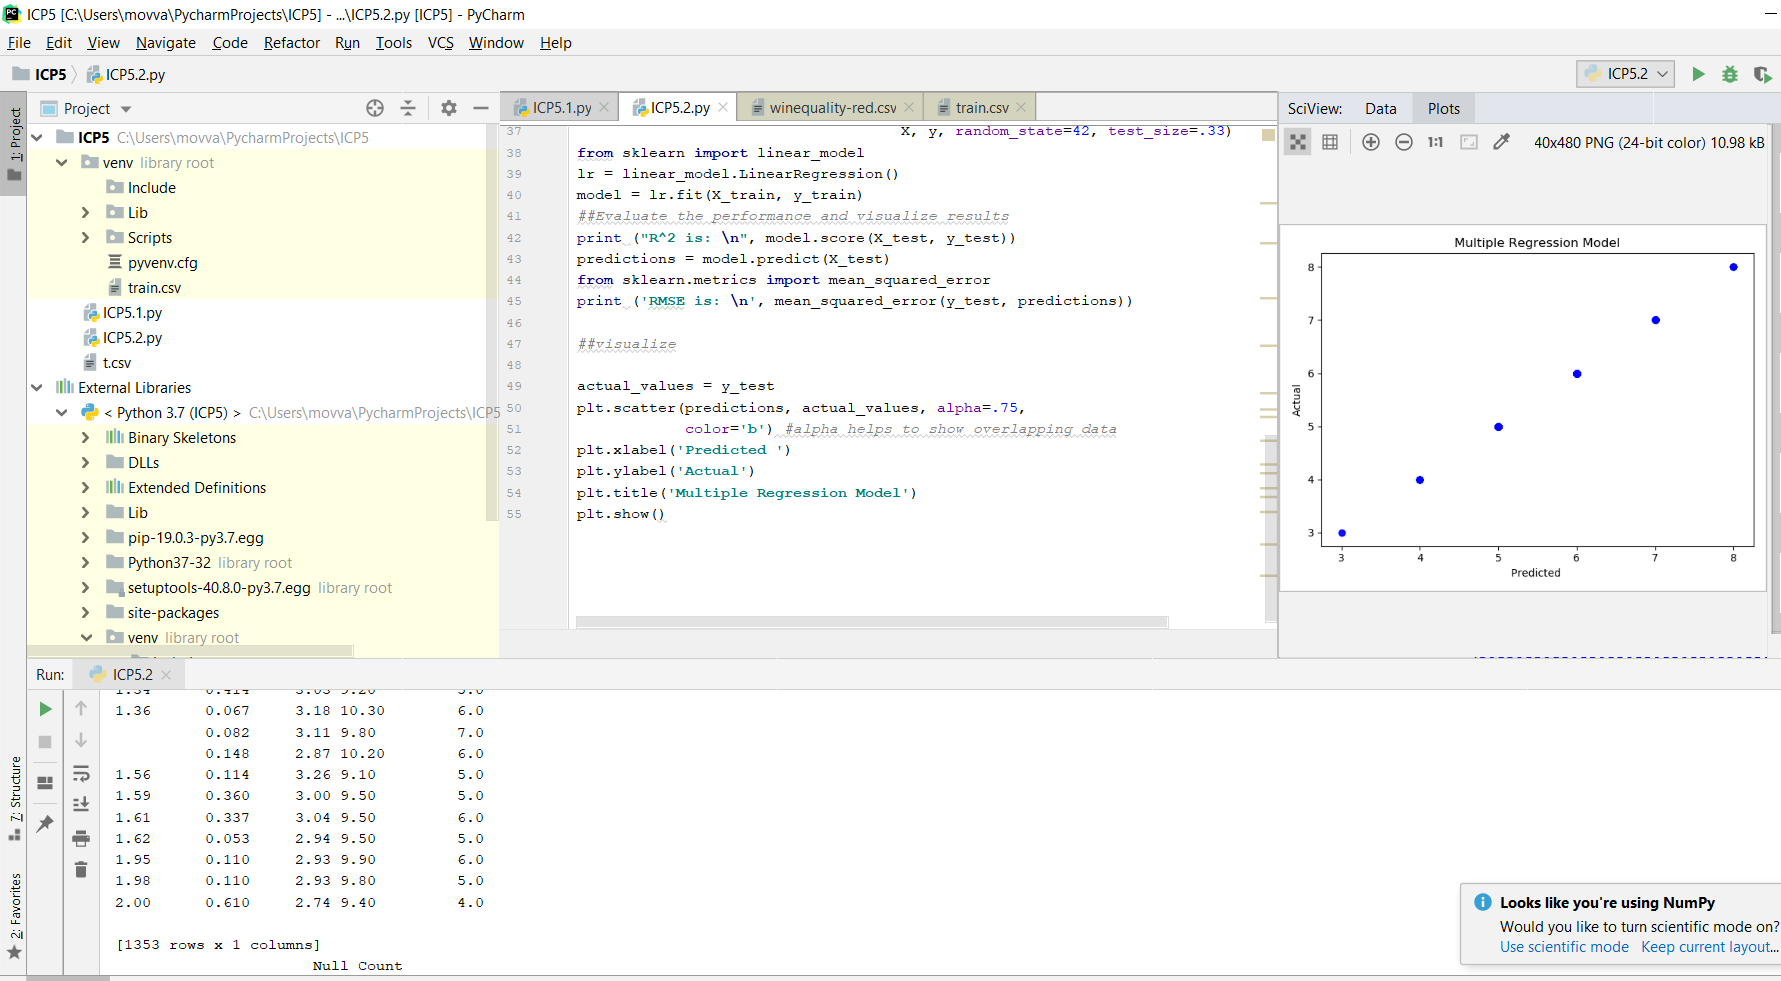 ICP5 [C:\Users\movva\PycharmProjects\ICP5] - ...\ICP5.2.py [ICP5] - PyCharm
File Edit View Navigate Code Refactor Run Tools VCS Window Help
ICP5 ICP5.2.py
ICP5.2
Project
ICP5.1.py ICP5.2.py winequality-red.csv train.csv
SciView: Data Plots
1: Project
ICP5 C:\Users\movva\PycharmProjects\ICP5
venv library root
Include
Lib
Scripts
pyvenv.cfg
train.csv
ICP5.1.py
ICP5.2.py
t.csv
External Libraries
< Python 3.7 (ICP5) > C:\Users\movva\PycharmProjects\ICP5
Binary Skeletons
DLLs
Extended Definitions
Lib
pip-19.0.3-py3.7.egg
Python37-32 library root
setuptools-40.8.0-py3.7.egg library root
site-packages
venv library root
37 X, y, random_state=42, test_size=.33)
38 from sklearn import linear_model
39 lr = linear_model.LinearRegression()
40 model = lr.fit(X_train, y_train)
41 ##Evaluate the performance and visualize results
42 print ("R^2 is: \n", model.score(X_test, y_test))
43 predictions = model.predict(X_test)
44 from sklearn.metrics import mean_squared_error
45 print ('RMSE is: \n', mean_squared_error(y_test, predictions))
46
47 ##visualize
48
49 actual_values = y_test
50 plt.scatter(predictions, actual_values, alpha=.75,
51 color='b') #alpha helps to show overlapping data
52 plt.xlabel('Predicted ')
53 plt.ylabel('Actual')
54 plt.title('Multiple Regression Model')
55 plt.show()
1:1 40x480 PNG (24-bit color) 10.98 kB
Multiple Regression Model
8
7
6
5
4
3
Actual
3 4 5 6 7 8
Predicted
Run: ICP5.2
1.34 0.414 3.03 9.20 5.0
1.36 0.067 3.18 10.30 6.0
0.082 3.11 9.80 7.0
0.148 2.87 10.20 6.0
1.56 0.114 3.26 9.10 5.0
1.59 0.360 3.00 9.50 5.0
1.61 0.337 3.04 9.50 6.0
1.62 0.053 2.94 9.50 5.0
1.95 0.110 2.93 9.90 6.0
1.98 0.110 2.93 9.80 5.0
2.00 0.610 2.74 9.40 4.0
[1353 rows x 1 columns]
Null Count
7: Structure
2: Favorites
Looks like you're using NumPy
Would you like to turn scientific mode on?
Use scientific mode Keep current layout...